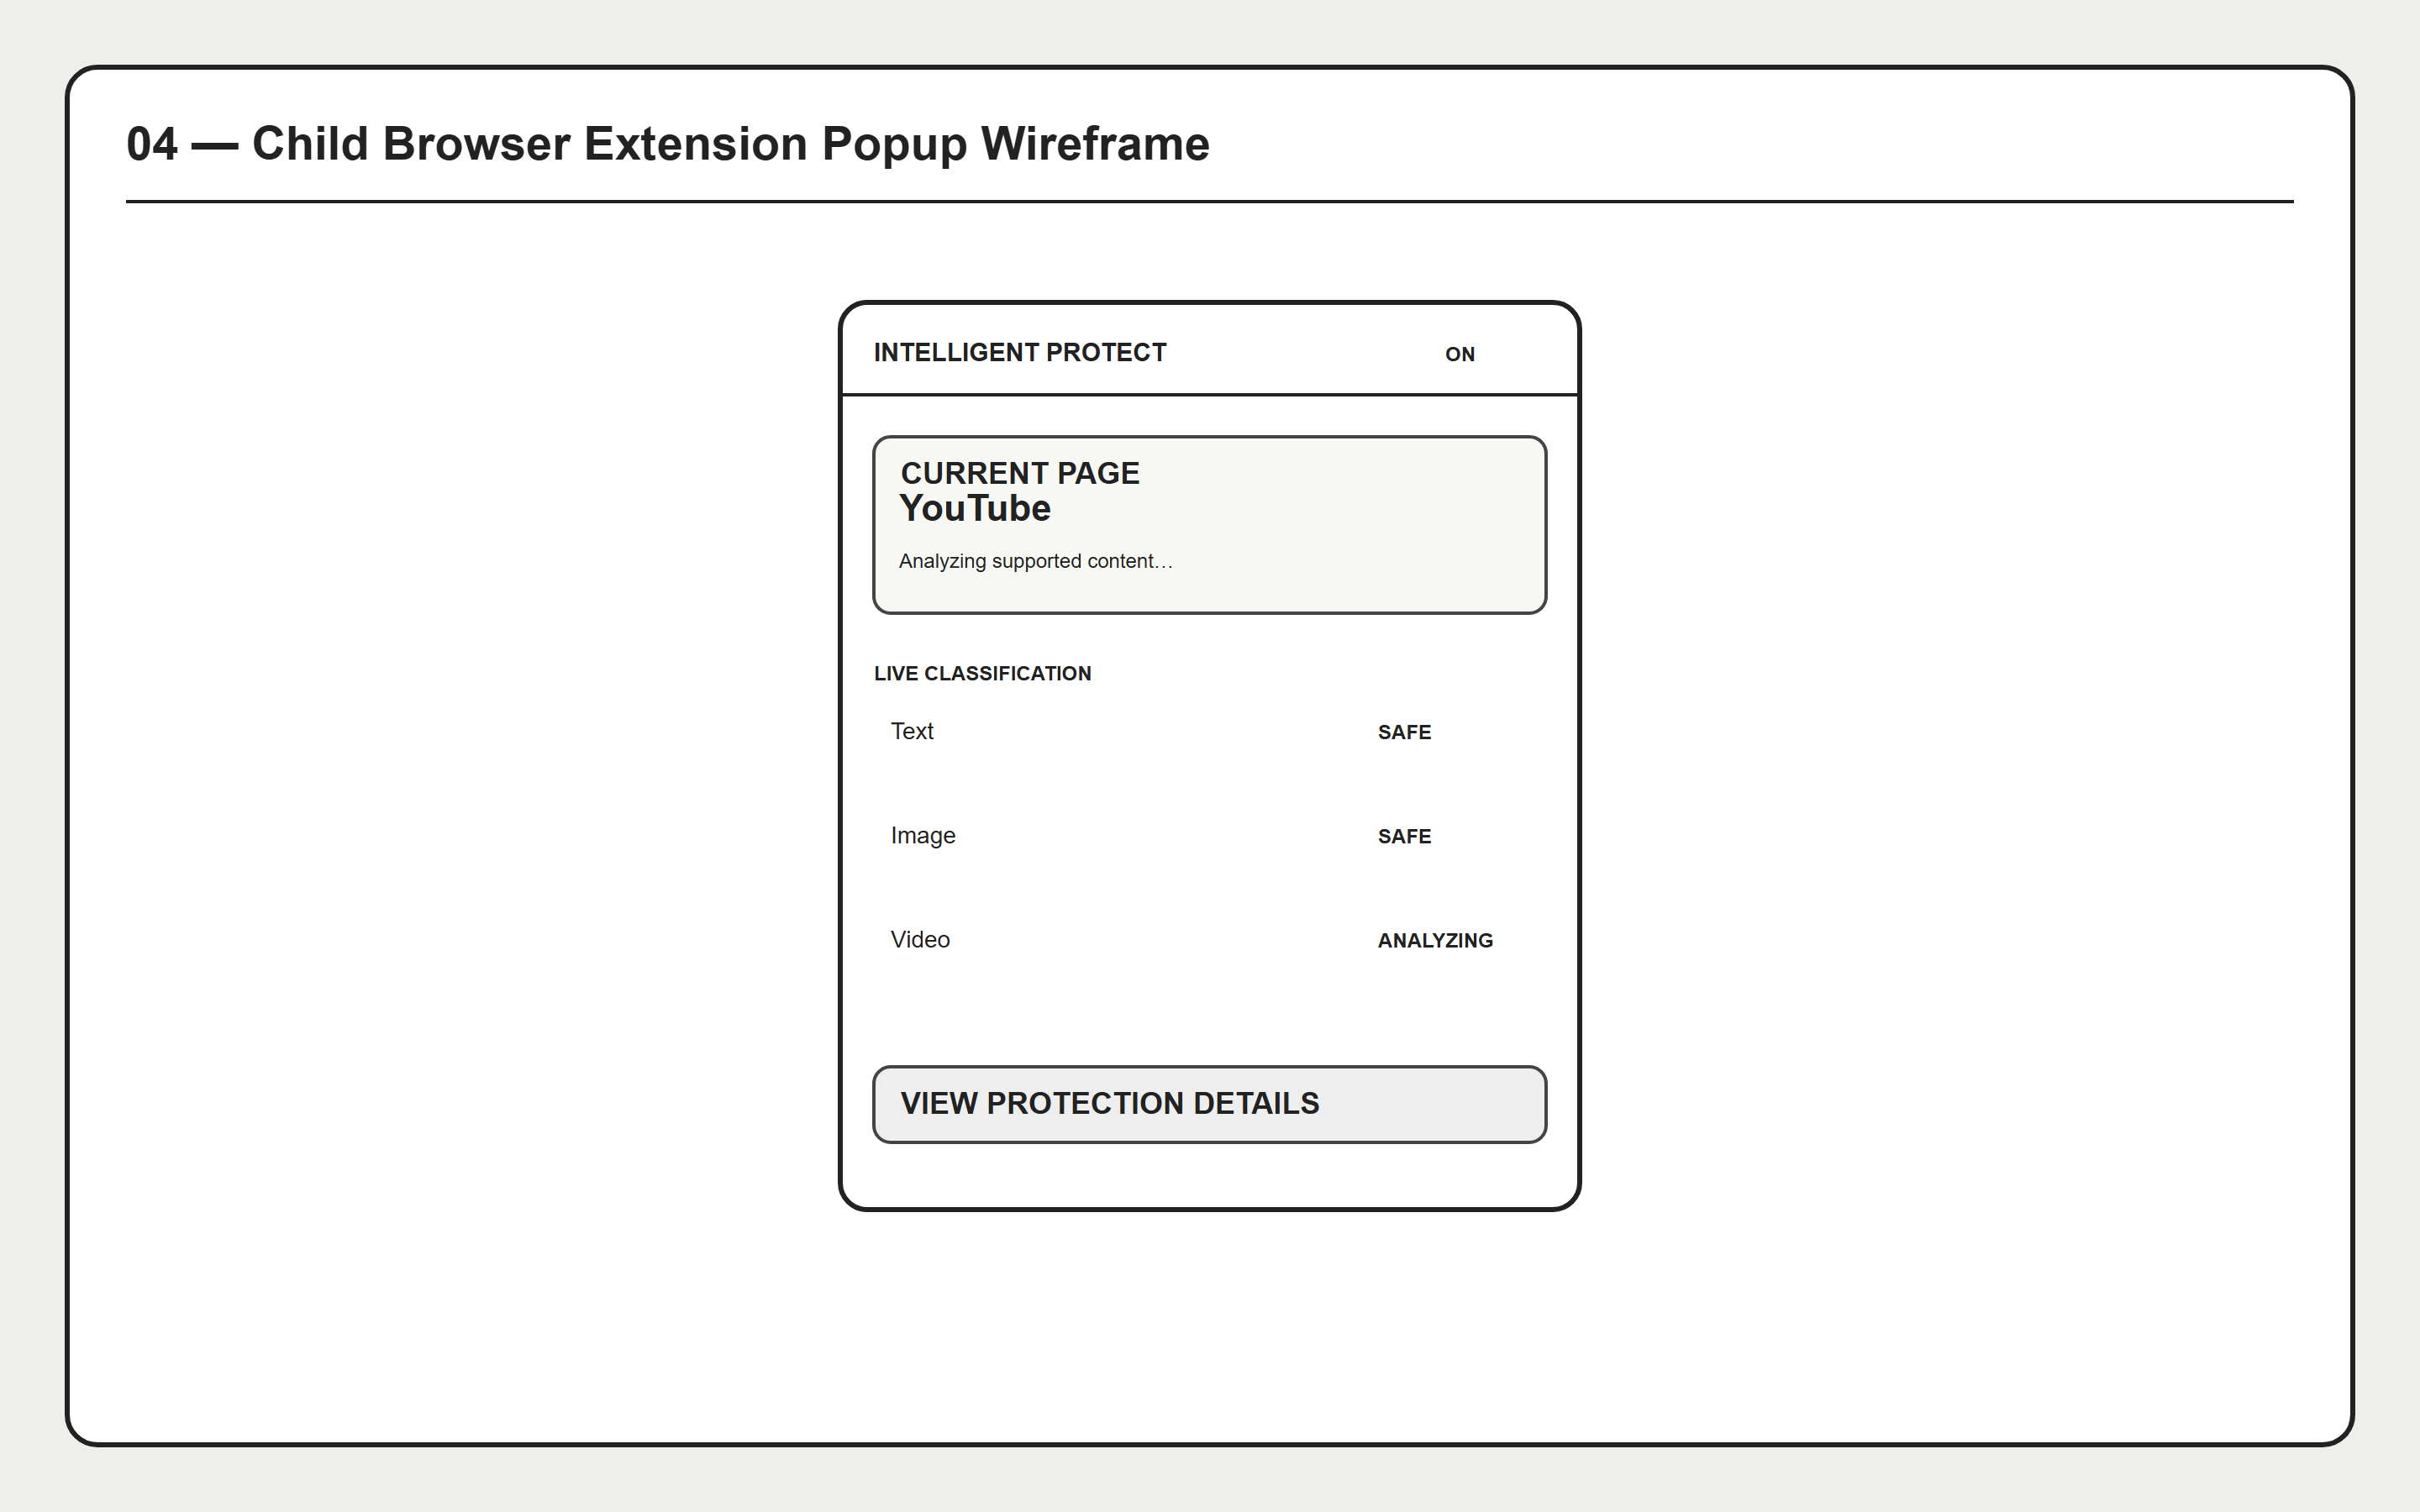 04 — Child Browser Extension Popup Wireframe
INTELLIGENT PROTECT ON
CURRENT PAGE
YouTube
Analyzing supported content…
LIVE CLASSIFICATION
Text SAFE
Image SAFE
Video ANALYZING
VIEW PROTECTION DETAILS